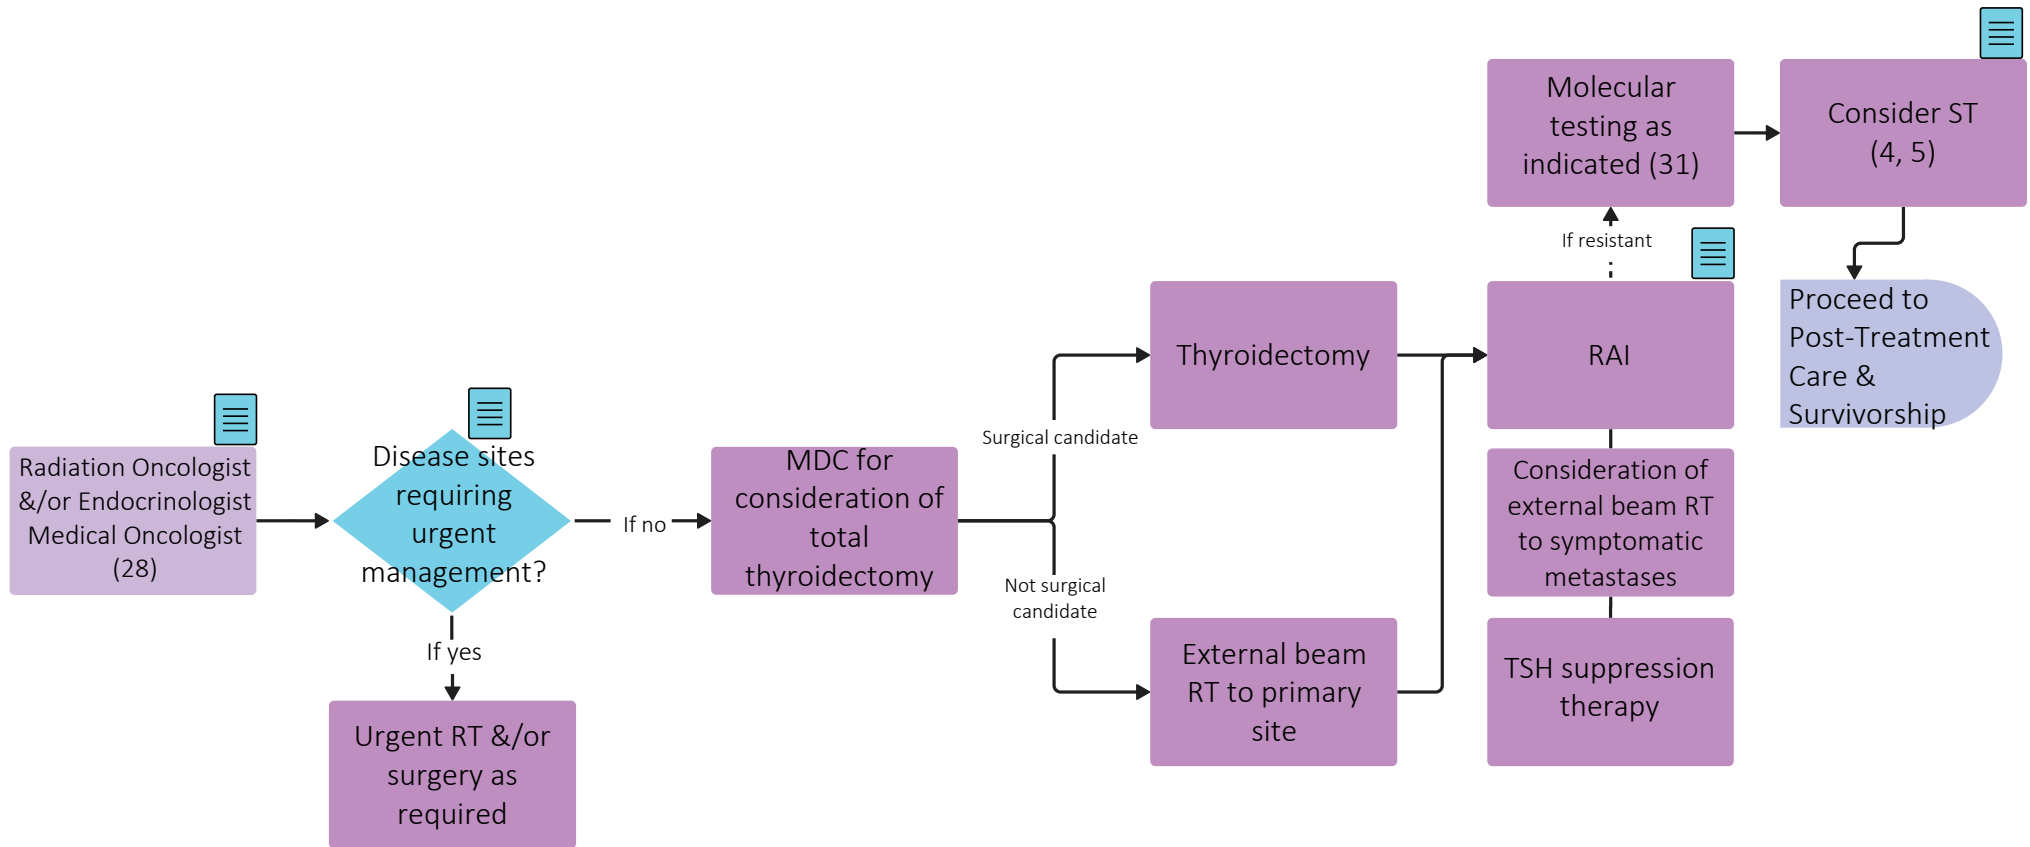 Radiation Oncologist
&/or Endocrinologist
Medical Oncologist
(28)
Disease sites
requiring
urgent
management?
If yes
Urgent RT &/or
surgery as
required
If no
MDC for
consideration of
total
thyroidectomy
Surgical candidate
Not surgical
candidate
Thyroidectomy
External beam
RT to primary
site
RAI
Consideration of
external beam RT
to symptomatic
metastases
TSH suppression
therapy
If resistant
Molecular
testing as
indicated (31)
Consider ST
(4, 5)
Proceed to
Post-Treatment
Care &
Survivorship